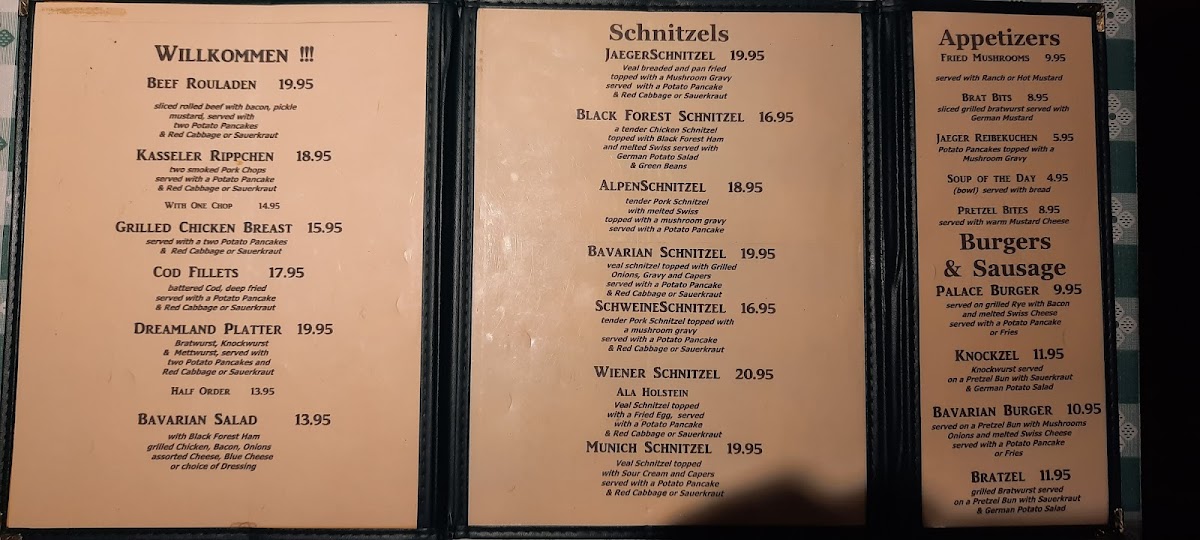 Willkommen !!!
Beef Rouladen 19.95
sliced rolled beef with bacon, pickle
mustard, served with
two Potato Pancakes
& Red Cabbage or Sauerkraut
Kasseler Rippchen 18.95
two smoked Pork Chops
served with a Potato Pancake
& Red Cabbage or Sauerkraut
With One Chop 14.95
Grilled Chicken Breast 15.95
served with a two Potato Pancakes
& Red Cabbage or Sauerkraut
Cod Fillets 17.95
battered Cod, deep fried
served with a Potato Pancake
& Red Cabbage or Sauerkraut
Dreamland Platter 19.95
Bratwurst, Knockwurst
& Mettwurst, served with
two Potato Pancakes and
Red Cabbage or Sauerkraut
Half Order 13.95
Bavarian Salad 13.95
with Black Forest Ham
grilled Chicken, Bacon, Onions
assorted Cheese, Blue Cheese
or choice of Dressing
Schnitzels
JaegerSchnitzel 19.95
Veal breaded and pan fried
topped with a Mushroom Gravy
served with a Potato Pancake
& Red Cabbage or Sauerkraut
Black Forest Schnitzel 16.95
a tender Chicken Schnitzel
topped with Black Forest Ham
and melted Swiss served with
German Potato Salad
& Green Beans
AlpenSchnitzel 18.95
tender Pork Schnitzel
with melted Swiss
topped with a mushroom gravy
served with a Potato Pancake
Bavarian Schnitzel 19.95
veal schnitzel topped with Grilled
Onions, Gravy and Capers
served with a Potato Pancake
& Red Cabbage or Sauerkraut
SchweineSchnitzel 16.95
tender Pork Schnitzel topped with
a mushroom gravy
served with a Potato Pancake
& Red Cabbage or Sauerkraut
Wiener Schnitzel 20.95
Ala Holstein
Veal Schnitzel topped
with a Fried Egg, served
with a Potato Pancake
& Red Cabbage or Sauerkraut
Munich Schnitzel 19.95
Veal Schnitzel topped
with Sour Cream and Capers
served with a Potato Pancake
& Red Cabbage or Sauerkraut
Appetizers
Fried Mushrooms 9.95
served with Ranch or Hot Mustard
Brat Bits 8.95
sliced grilled bratwurst served with
German Mustard
Jaeger Reibekuchen 5.95
Potato Pancakes topped with a
Mushroom Gravy
Soup of the Day 4.95
(bowl) served with bread
Pretzel Bites 8.95
served with warm Mustard Cheese
Burgers
& Sausage
Palace Burger 9.95
served on grilled Rye with Bacon
and melted Swiss Cheese
served with a Potato Pancake
or Fries
Knockzel 11.95
Knockwurst served
on a Pretzel Bun with Sauerkraut
& German Potato Salad
Bavarian Burger 10.95
served on a Pretzel Bun with Mushrooms
Onions and melted Swiss Cheese
served with a Potato Pancake
or Fries
Bratzel 11.95
grilled Bratwurst served
on a Pretzel Bun with Sauerkraut
& German Potato Salad